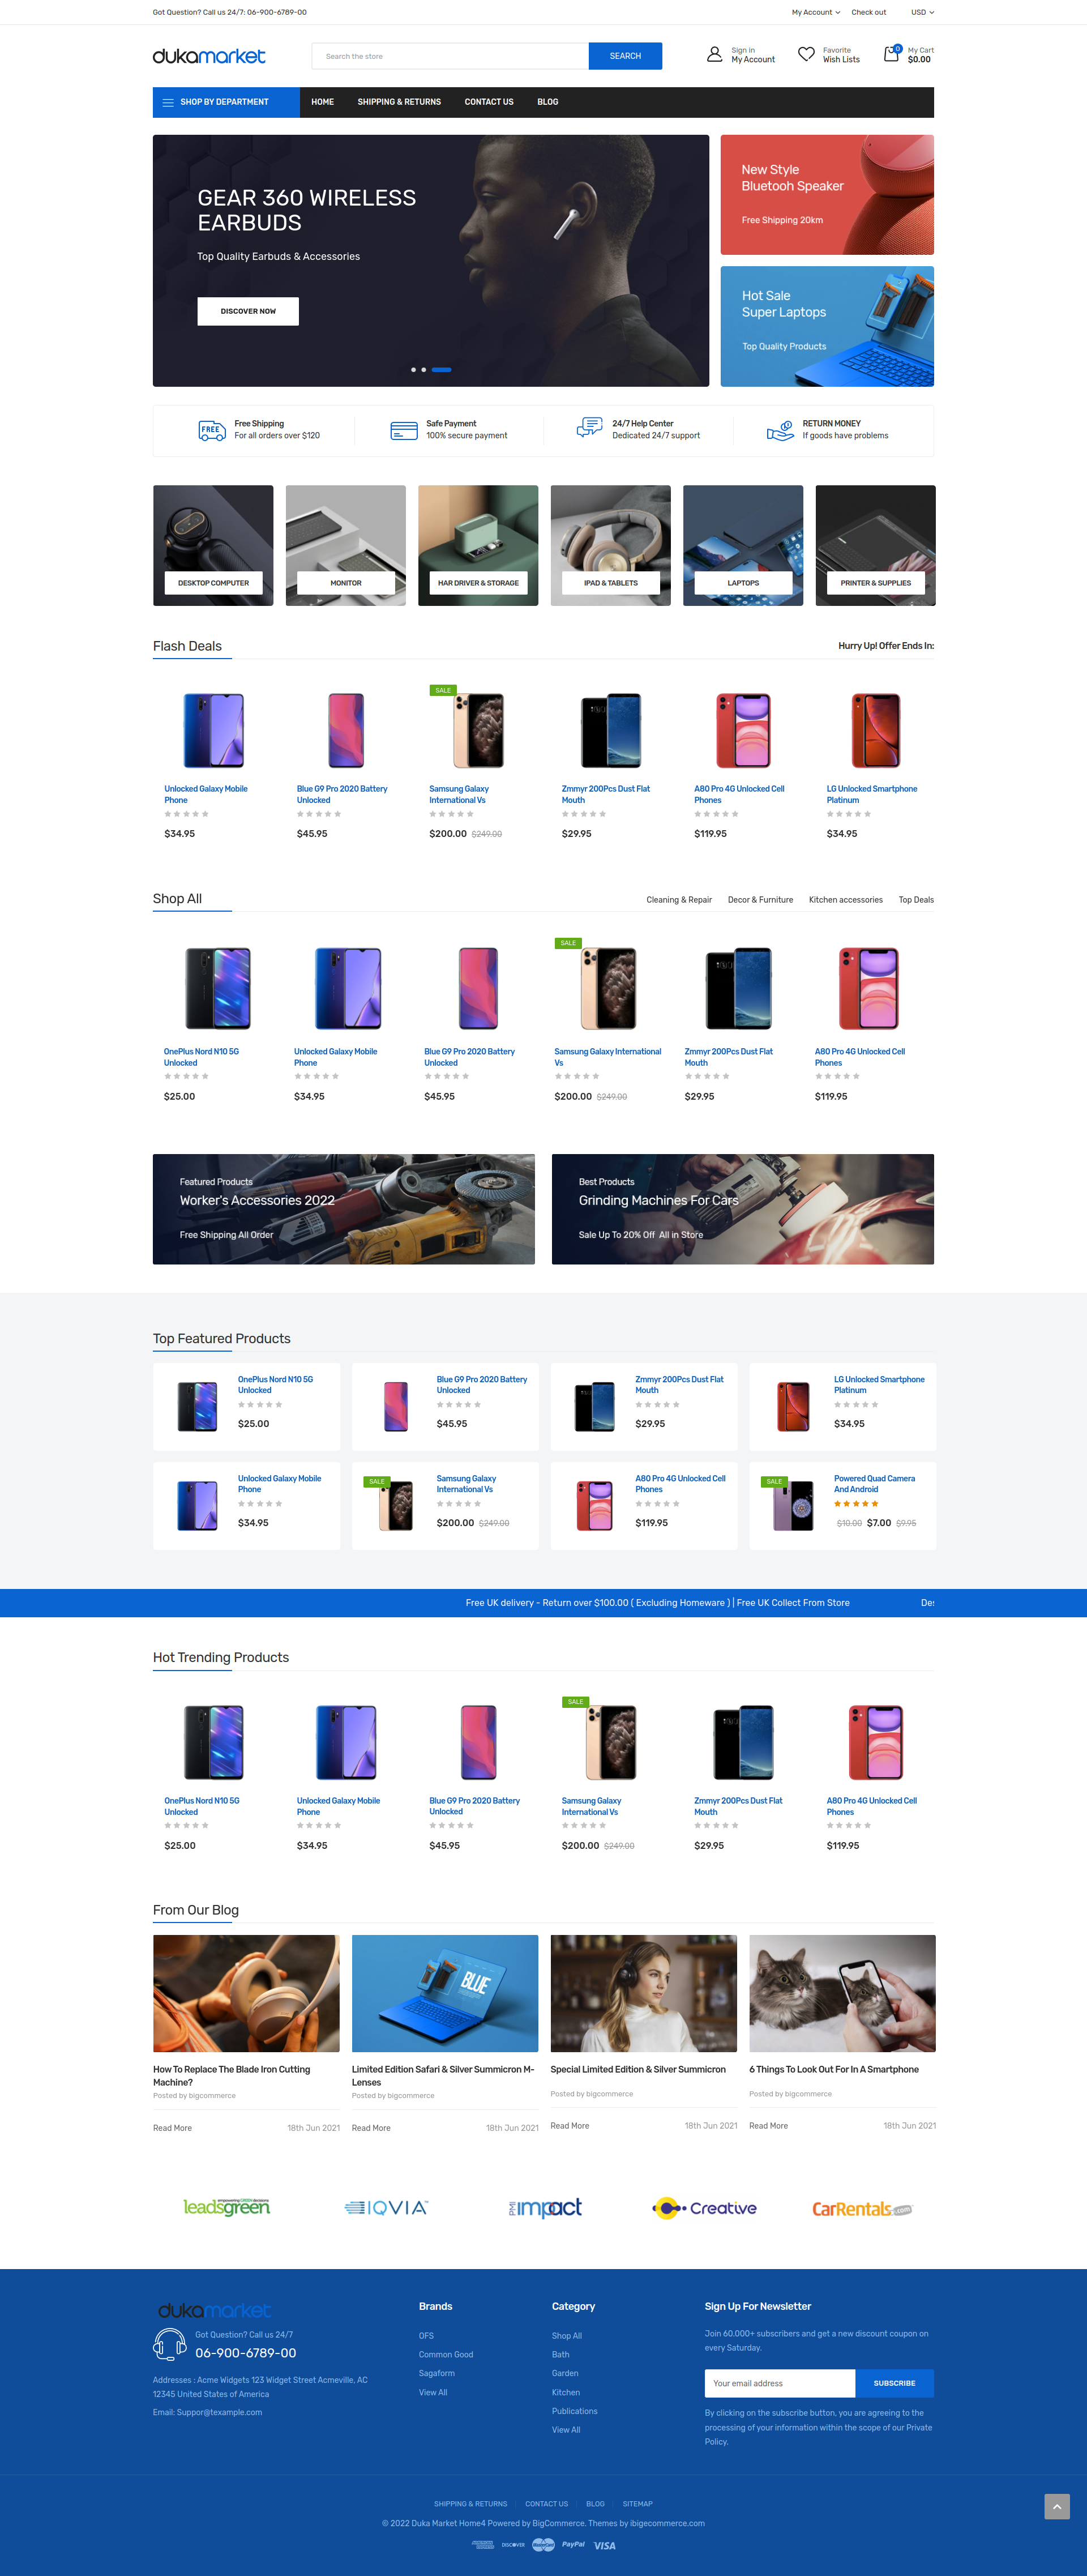 Got Question? Call us 24/7: 06-900-6789-00
My Account
Check out
USD
dukamarket
Search the store
SEARCH
Sign in
My Account
Favorite
Wish Lists
0
My Cart
$0.00
SHOP BY DEPARTMENT
HOME
SHIPPING & RETURNS
CONTACT US
BLOG
GEAR 360 WIRELESS
EARBUDS
Top Quality Earbuds & Accessories
DISCOVER NOW
New Style
Bluetooh Speaker
Free Shipping 20km
Hot Sale
Super Laptops
Top Quality Products
FREE
Free Shipping
For all orders over $120
Safe Payment
100% secure payment
24/7 Help Center
Dedicated 24/7 support
RETURN MONEY
If goods have problems
DESKTOP COMPUTER
MONITOR
HAR DRIVER & STORAGE
IPAD & TABLETS
LAPTOPS
PRINTER & SUPPLIES
Flash Deals
Hurry Up! Offer Ends In:
Unlocked Galaxy Mobile
Phone
$34.95
Blue G9 Pro 2020 Battery
Unlocked
$45.95
SALE
Samsung Galaxy
International Vs
$200.00 $249.00
Zmmyr 200Pcs Dust Flat
Mouth
$29.95
A80 Pro 4G Unlocked Cell
Phones
$119.95
LG Unlocked Smartphone
Platinum
$34.95
Shop All
Cleaning & Repair
Decor & Furniture
Kitchen accessories
Top Deals
OnePlus Nord N10 5G
Unlocked
$25.00
Unlocked Galaxy Mobile
Phone
$34.95
Blue G9 Pro 2020 Battery
Unlocked
$45.95
SALE
Samsung Galaxy International
Vs
$200.00 $249.00
Zmmyr 200Pcs Dust Flat
Mouth
$29.95
A80 Pro 4G Unlocked Cell
Phones
$119.95
Featured Products
Worker's Accessories 2022
Free Shipping All Order
Best Products
Grinding Machines For Cars
Sale Up To 20% Off All in Store
Top Featured Products
OnePlus Nord N10 5G
Unlocked
$25.00
Blue G9 Pro 2020 Battery
Unlocked
$45.95
Zmmyr 200Pcs Dust Flat
Mouth
$29.95
LG Unlocked Smartphone
Platinum
$34.95
Unlocked Galaxy Mobile
Phone
$34.95
SALE
Samsung Galaxy
International Vs
$200.00 $249.00
A80 Pro 4G Unlocked Cell
Phones
$119.95
SALE
Powered Quad Camera
And Android
$10.00 $7.00 $9.95
Free UK delivery - Return over $100.00 ( Excluding Homeware ) | Free UK Collect From Store
Hot Trending Products
OnePlus Nord N10 5G
Unlocked
$25.00
Unlocked Galaxy Mobile
Phone
$34.95
Blue G9 Pro 2020 Battery
Unlocked
$45.95
SALE
Samsung Galaxy
International Vs
$200.00 $249.00
Zmmyr 200Pcs Dust Flat
Mouth
$29.95
A80 Pro 4G Unlocked Cell
Phones
$119.95
From Our Blog
BLUE
How To Replace The Blade Iron Cutting
Machine?
Posted by bigcommerce
Read More
18th Jun 2021
Limited Edition Safari & Silver Summicron M-
Lenses
Posted by bigcommerce
Read More
18th Jun 2021
Special Limited Edition & Silver Summicron
Posted by bigcommerce
Read More
18th Jun 2021
6 Things To Look Out For In A Smartphone
Posted by bigcommerce
Read More
18th Jun 2021
leadsgreen
IQVIA
PMI impact
Creative
CarRentals.com
dukamarket
Got Question? Call us 24/7
06-900-6789-00
Addresses : Acme Widgets 123 Widget Street Acmeville, AC
12345 United States of America
Email: Suppor@texample.com
Brands
OFS
Common Good
Sagaform
View All
Category
Shop All
Bath
Garden
Kitchen
Publications
View All
Sign Up For Newsletter
Join 60.000+ subscribers and get a new discount coupon on
every Saturday.
Your email address
SUBSCRIBE
By clicking on the subscribe button, you are agreeing to the
processing of your information within the scope of our Private
Policy.
SHIPPING & RETURNS
CONTACT US
BLOG
SITEMAP
© 2022 Duka Market Home4 Powered by BigCommerce. Themes by ibigecommerce.com
DISCOVER
MasterCard
PayPal
VISA